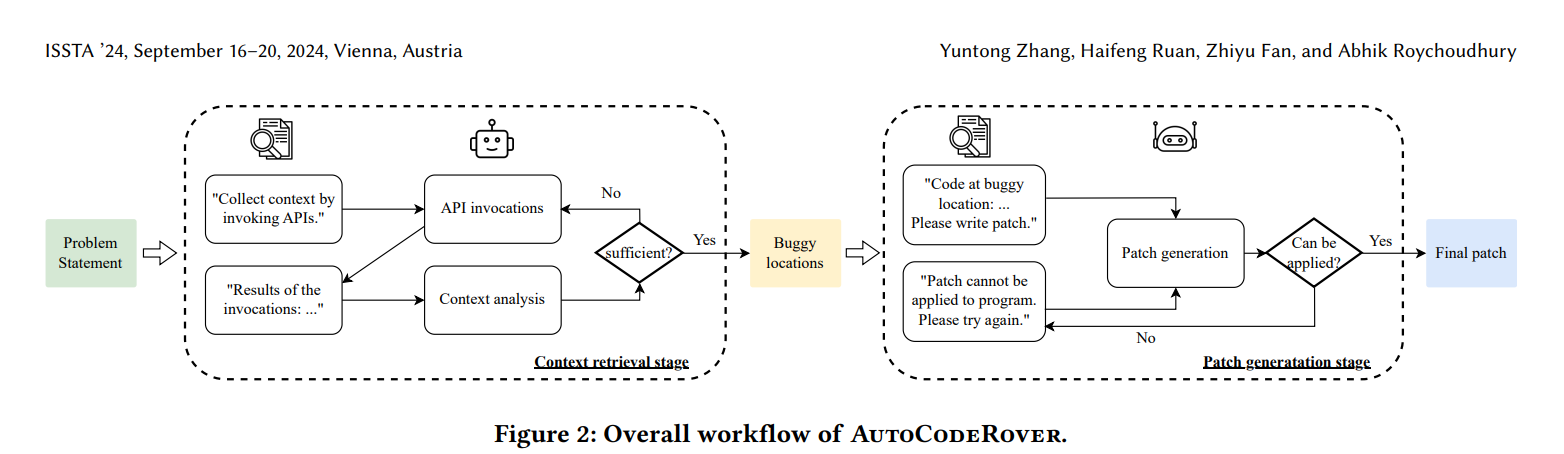 ISSTA ’24, September 16–20, 2024, Vienna, Austria
Yuntong Zhang, Haifeng Ruan, Zhiyu Fan, and Abhik Roychoudhury
Problem
Statement
"Collect context by
invoking APIs."
API invocations
No
"Results of the
invocations: ..."
Context analysis
sufficient?
Yes
Context retrieval stage
Buggy
locations
"Code at buggy
location: ...
Please write patch."
"Patch cannot be
applied to program.
Please try again."
Patch generation
Can be
applied?
Yes
No
Patch generatation stage
Final patch
Figure 2: Overall workflow of AutoCodeRover.